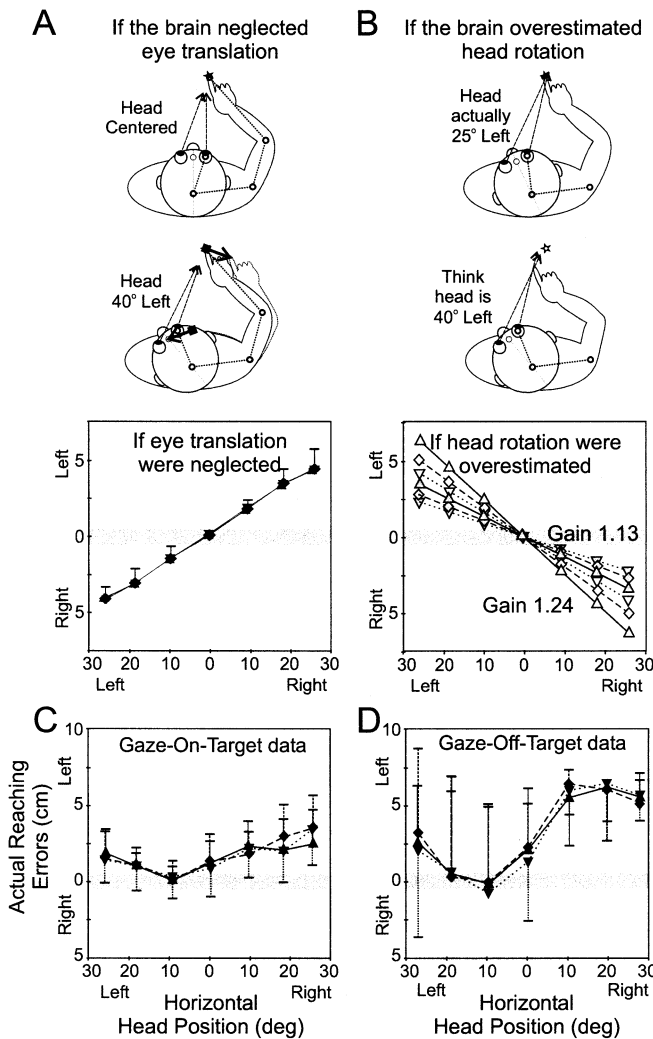 A
If the brain neglected
eye translation
Head
Centered
Head
40° Left
Left
5
0
Right
5
If eye translation
were neglected
30 20 10 0 10 20 30
Left Right
B
If the brain overestimated
head rotation
Head
actually
25° Left
Think
head is
40° Left
Left
5
0
Right
5
If head rotation were
overestimated
Gain 1.13
Gain 1.24
30 20 10 0 10 20 30
Left Right
C
Gaze-On-Target data
Actual Reaching
Errors (cm)
10
Left
5
0
Right
5
30 20 10 0 10 20 30
Left Right
Horizontal
Head Position (deg)
D
Gaze-Off-Target data
10
Left
5
0
Right
5
30 20 10 0 10 20 30
Left Right
Horizontal
Head Position (deg)